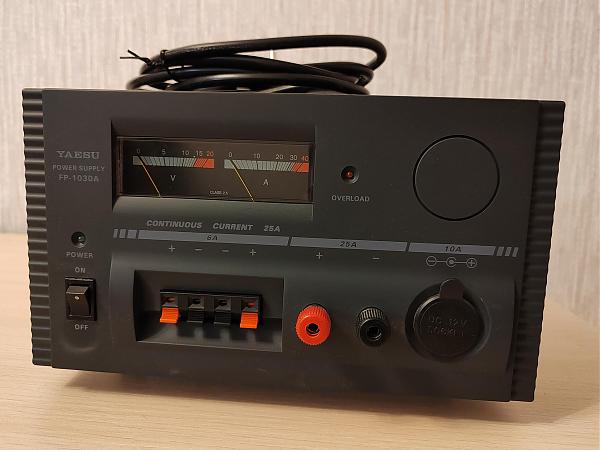 YAESU
POWER SUPPLY
FP-1030A
0 5 10 15 20
V
0 10 20 30 40
A
CLASS 2.5
OVERLOAD
CONTINUOUS CURRENT 25A
6A
25A
10A
+ − − +
+ −
− +
POWER
ON
OFF
DC 12V
SOCKET